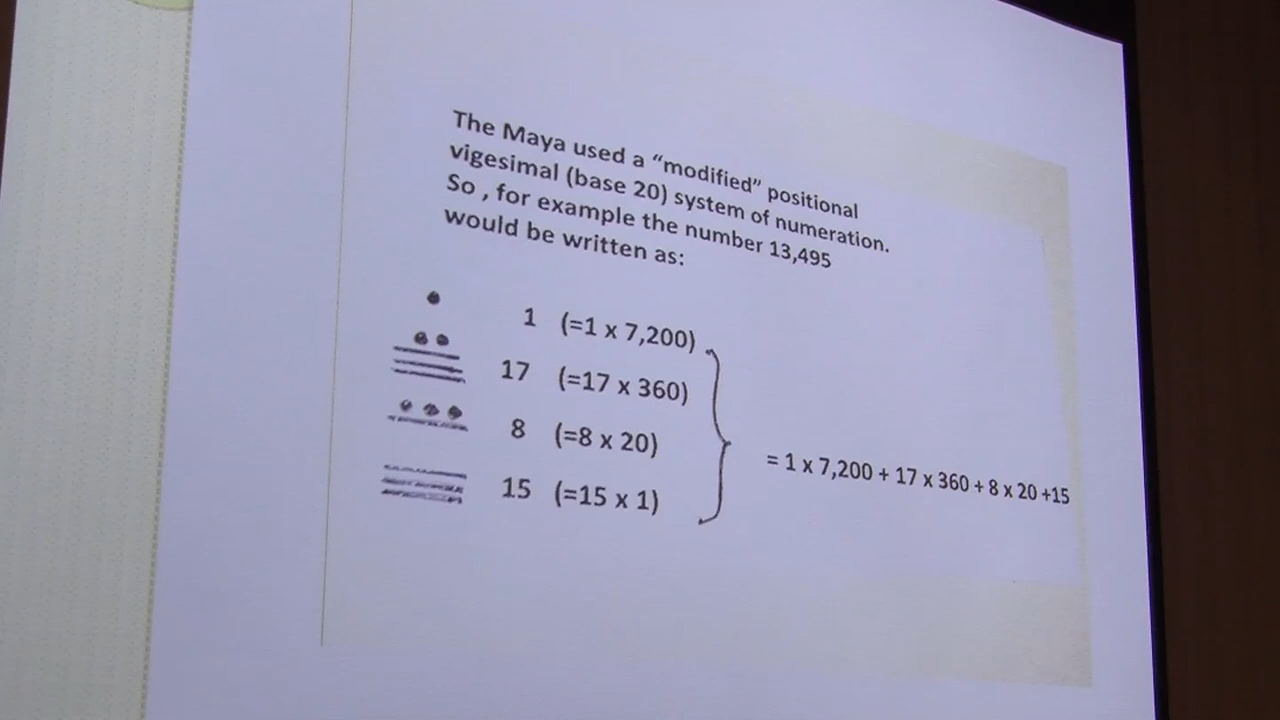 The Maya used a “modified” positional
vigesimal (base 20) system of numeration.
So , for example the number 13,495
would be written as:
1 (=1 x 7,200)
17 (=17 x 360)
8 (=8 x 20)
15 (=15 x 1)
= 1 x 7,200 + 17 x 360 + 8 x 20 +15